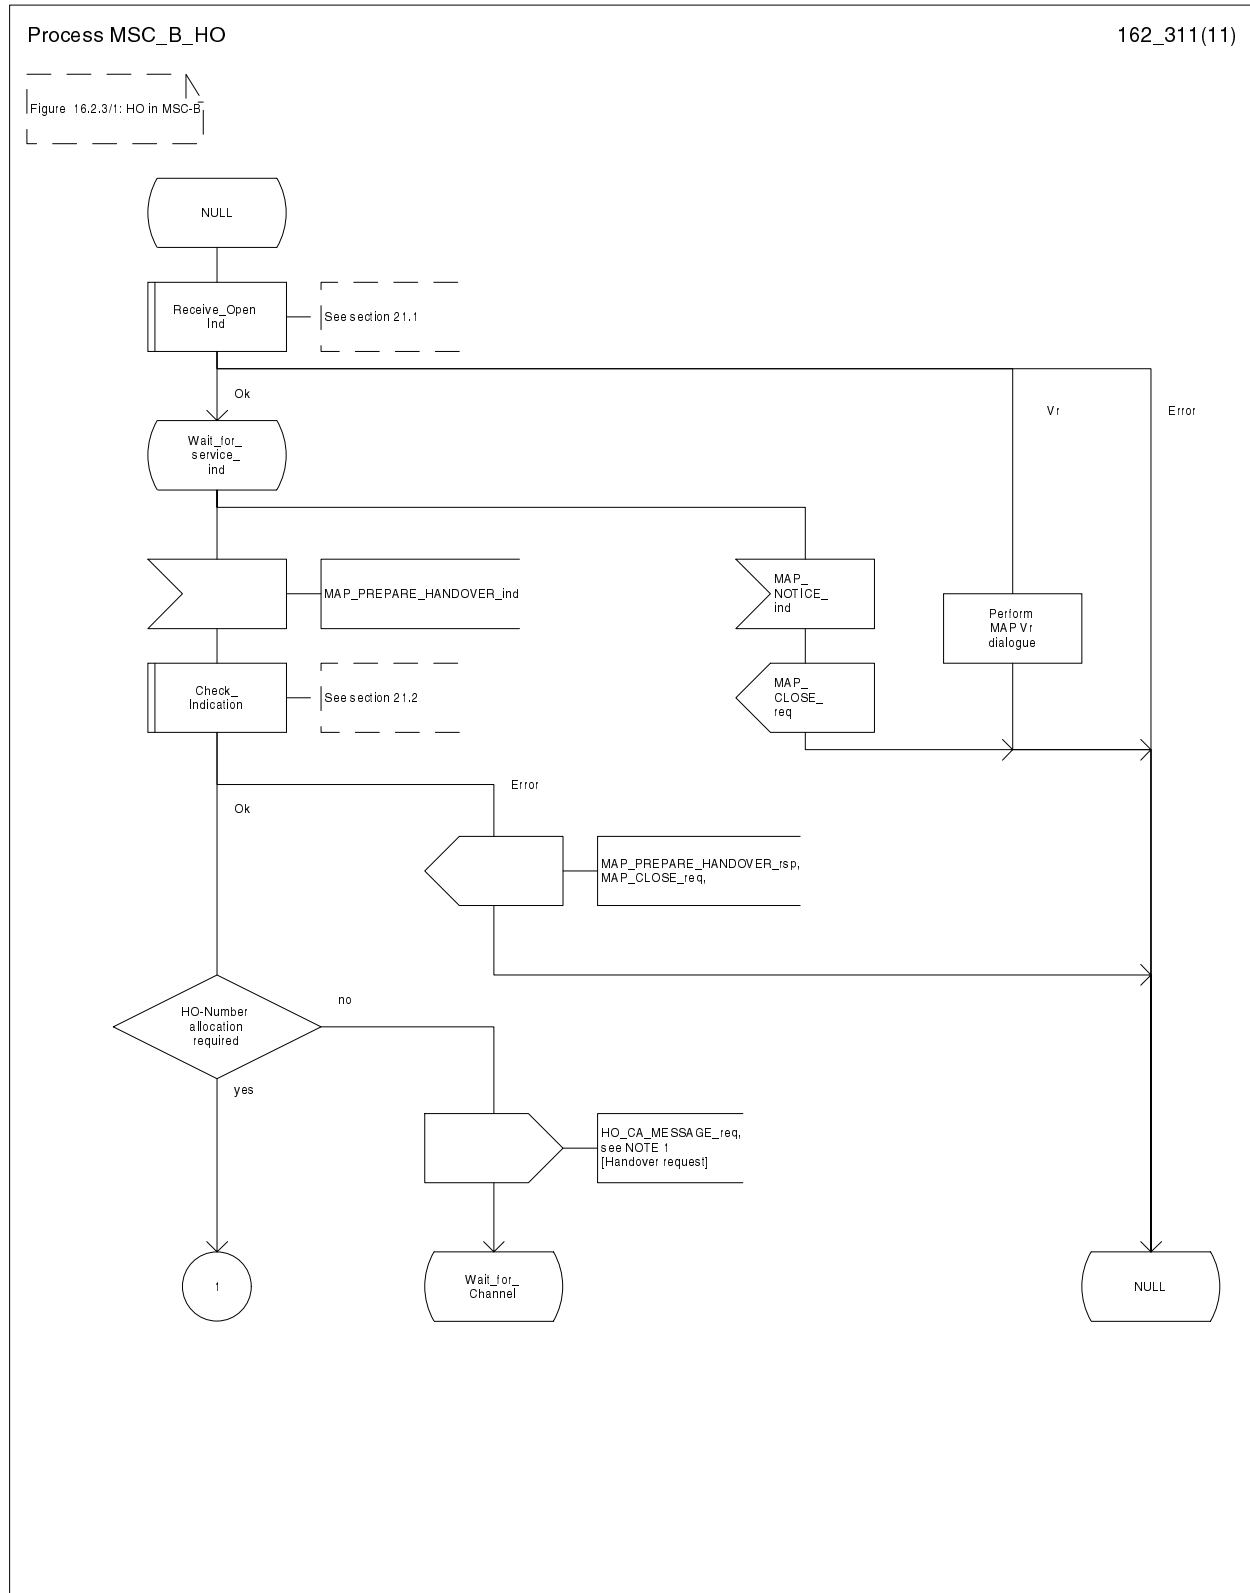 Process MSC_B_HO
162_311(11)
Figure 16.2.3/1: HO in MSC-B
NULL
Receive_Open
Ind
See section 21.1
Ok
Vr
Error
Wait_for_
service_
ind
MAP_PREPARE_HANDOVER_ind
MAP_
NOTICE_
ind
Perform
MAP Vr
dialogue
Check_
Indication
See section 21.2
MAP_
CLOSE_
req
Error
Ok
MAP_PREPARE_HANDOVER_rsp,
MAP_CLOSE_req,
HO-Number
allocation
required
no
yes
HO_CA_MESSAGE_req,
see NOTE 1
[Handover request]
1
Wait_for_
Channel
NULL